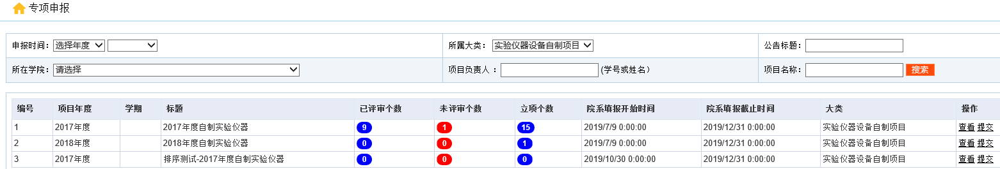 专项申报
申报时间: 选择年度 所属大类: 实验仪器设备自制项目 公告标题:
所在学院: 请选择 项目负责人 : (学号或姓名) 项目名称: 搜索
编号 项目年度 学期 标题 已评审个数 未评审个数 立项个数 院系填报开始时间 院系填报截止时间 大类 操作
1 2017年度 2017年度自制实验仪器 9 1 15 2019/7/9 0:00:00 2019/12/31 0:00:00 实验仪器设备自制项目 查看 提交
2 2018年度 2018年度自制实验仪器 0 0 1 2019/7/9 0:00:00 2019/12/31 0:00:00 实验仪器设备自制项目 查看 提交
3 2017年度 排序测试-2017年度自制实验仪器 0 0 0 2019/10/30 0:00:00 2019/12/31 0:00:00 实验仪器设备自制项目 查看 提交